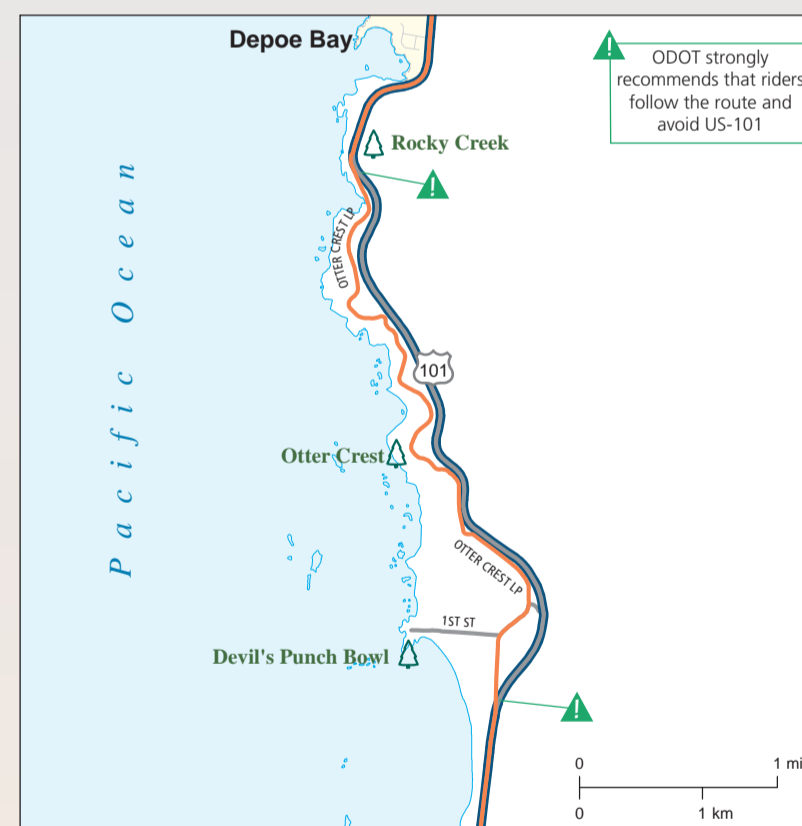 Depoe Bay
ODOT strongly
recommends that riders
follow the route and
avoid US-101
Rocky Creek
Pacific Ocean
OTTER CREST LP
101
Otter Crest
OTTER CREST LP
1ST ST
Devil's Punch Bowl
0 1 mi
0 1 km